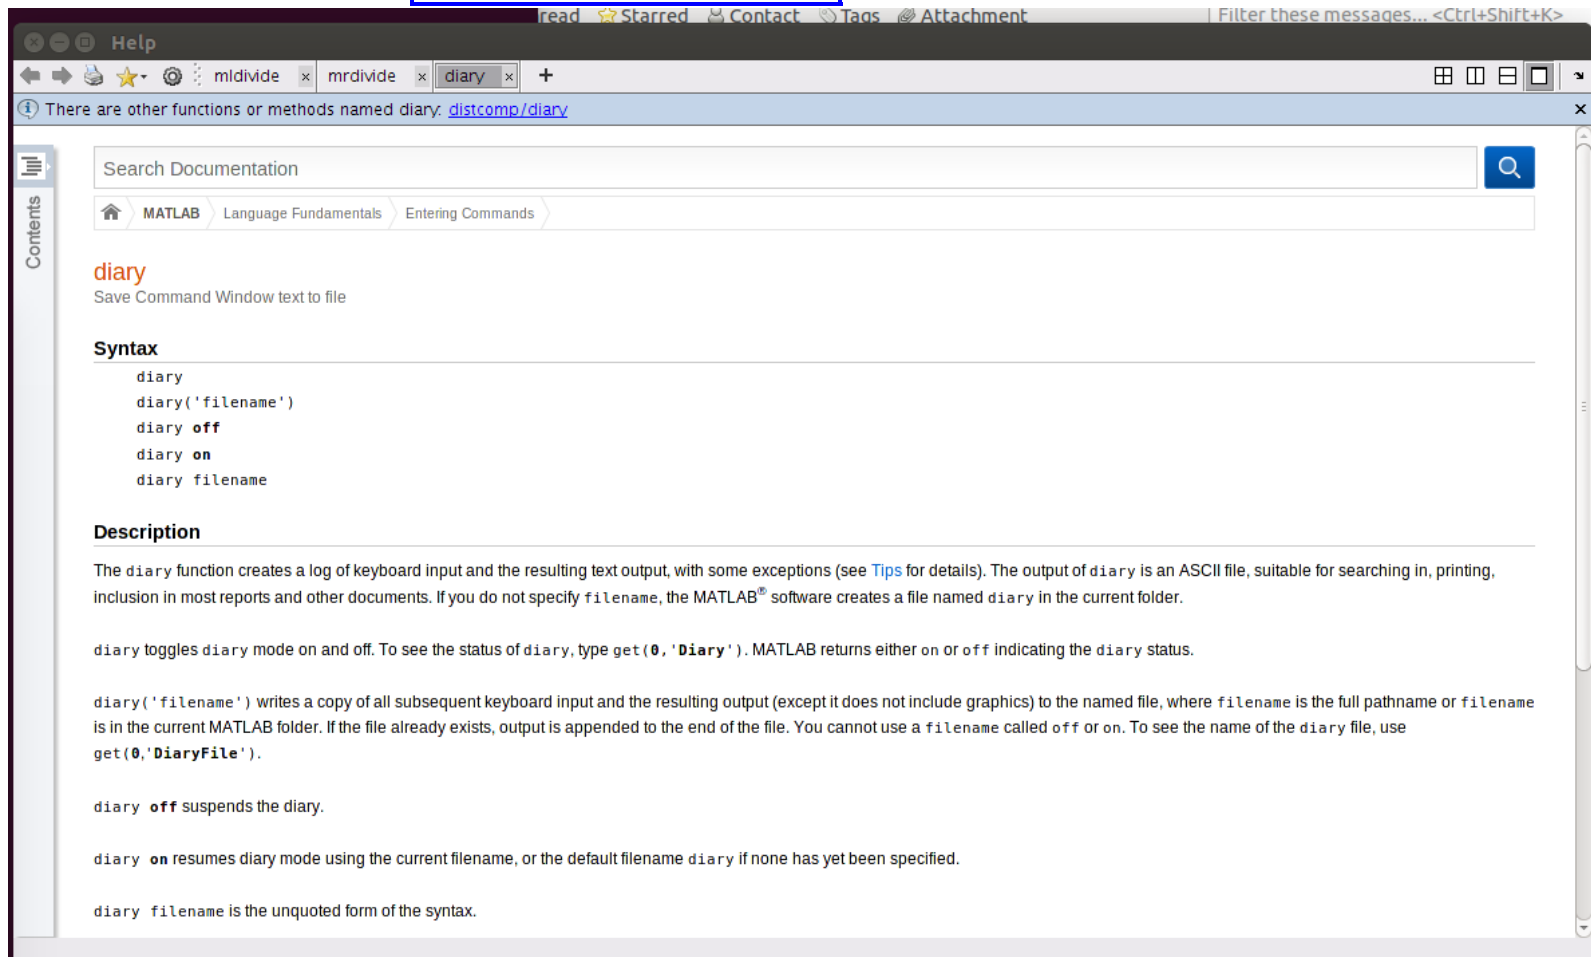 read Starred Contact Tags Attachment Filter these messages... <Ctrl+Shift+K>
Help
mldivide x mrdivide x diary x +
There are other functions or methods named diary: distcomp/diary x
Search Documentation
MATLAB Language Fundamentals Entering Commands
Contents
diary
Save Command Window text to file
Syntax
diary
diary('filename')
diary off
diary on
diary filename
Description
The diary function creates a log of keyboard input and the resulting text output, with some exceptions (see Tips for details). The output of diary is an ASCII file, suitable for searching in, printing,
inclusion in most reports and other documents. If you do not specify filename, the MATLAB® software creates a file named diary in the current folder.
diary toggles diary mode on and off. To see the status of diary, type get(0,'Diary'). MATLAB returns either on or off indicating the diary status.
diary('filename') writes a copy of all subsequent keyboard input and the resulting output (except it does not include graphics) to the named file, where filename is the full pathname or filename
is in the current MATLAB folder. If the file already exists, output is appended to the end of the file. You cannot use a filename called off or on. To see the name of the diary file, use
get(0,'DiaryFile').
diary off suspends the diary.
diary on resumes diary mode using the current filename, or the default filename diary if none has yet been specified.
diary filename is the unquoted form of the syntax.